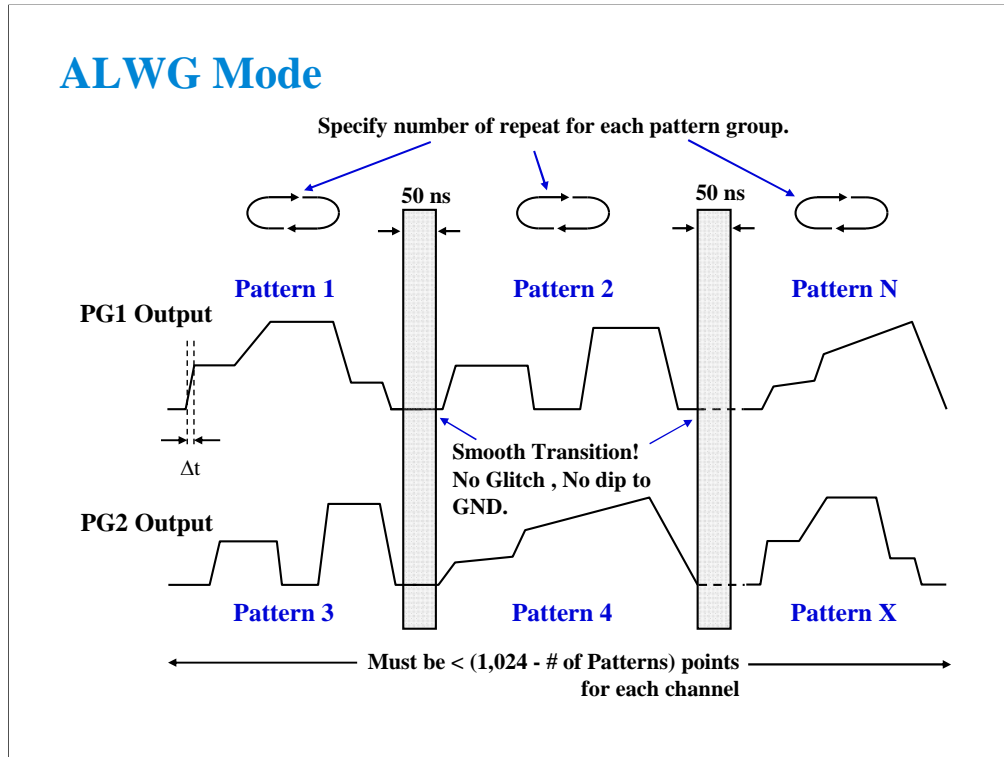 ALWG Mode
Specify number of repeat for each pattern group.
50 ns
50 ns
Pattern 1
Pattern 2
Pattern N
PG1 Output
Δt
Smooth Transition!
No Glitch , No dip to
GND.
PG2 Output
Pattern 3
Pattern 4
Pattern X
Must be < (1,024 - # of Patterns) points
for each channel